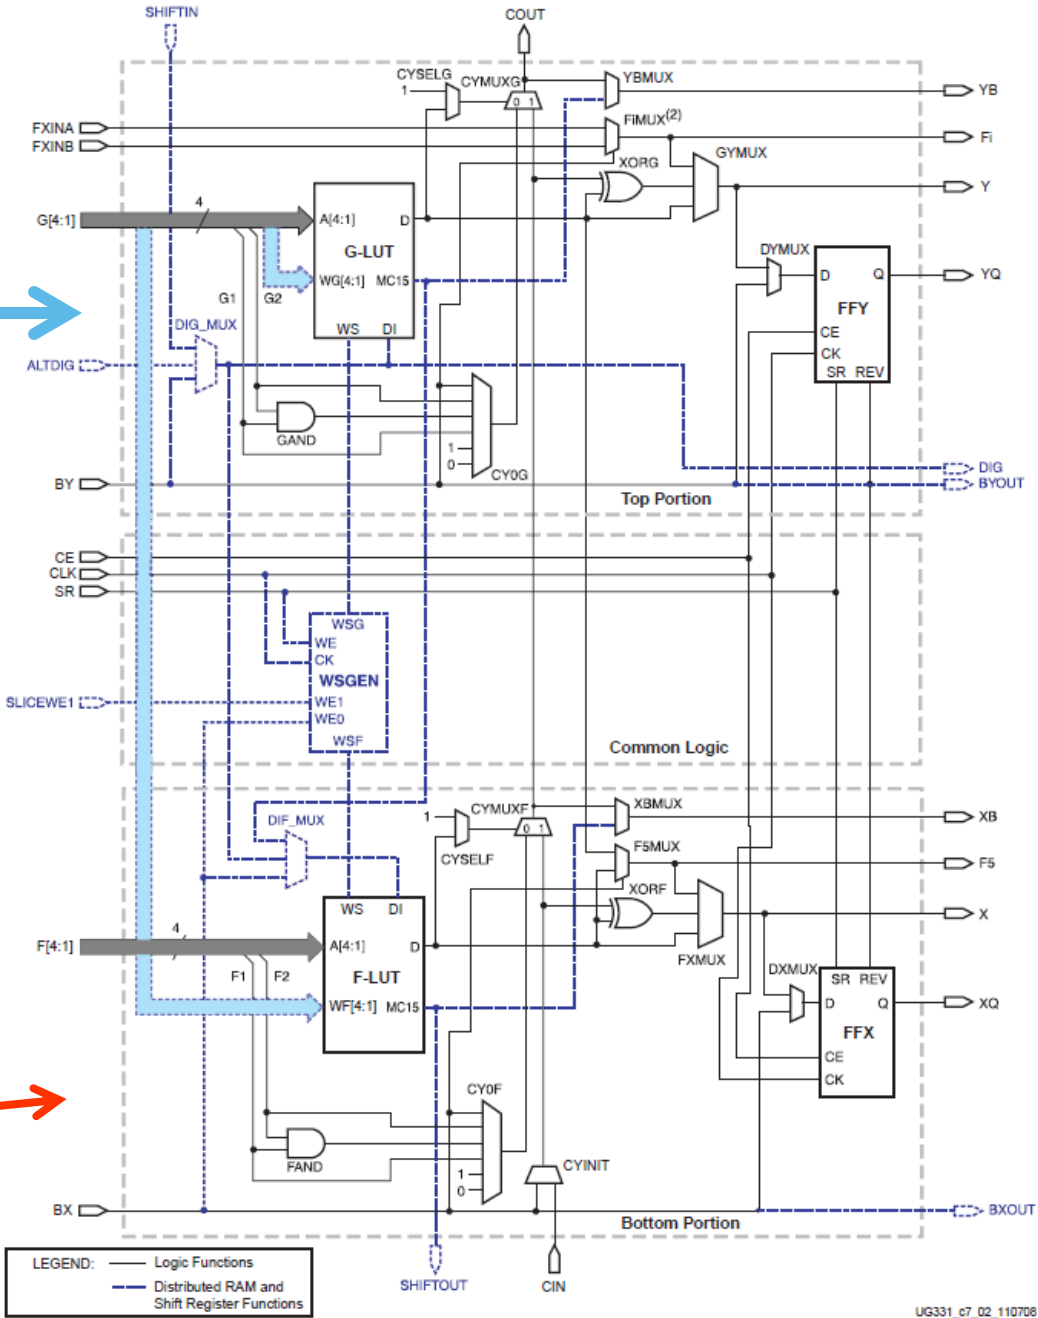 SHIFTIN
COUT
CYSELG
CYMUXG
YBMUX
1
0 1
YB
FXINA
FXINB
FiMUX(2)
Fi
GYMUX
XORG
Y
4
G[4:1]
A[4:1]
D
G-LUT
WG[4:1]
MC15
G1
G2
WS
DI
DYMUX
D
Q
YQ
FFY
CE
CK
SR
REV
DIG_MUX
ALTDIG
GAND
1
0
CY0G
BY
DIG
BYOUT
Top Portion
CE
CLK
SR
WSG
WE
CK
WSGEN
SLICEWE1
WE1
WE0
WSF
Common Logic
CYMUXF
XBMUX
1
0 1
XB
DIF_MUX
CYSELF
F5MUX
F5
XORF
X
WS
DI
4
F[4:1]
A[4:1]
D
FXMUX
F-LUT
F1
F2
WF[4:1]
MC15
DXMUX
SR
REV
D
Q
XQ
FFX
CE
CK
CY0F
FAND
1
0
CYINIT
BX
BXOUT
Bottom Portion
LEGEND:
Logic Functions
Distributed RAM and
Shift Register Functions
SHIFTOUT
CIN
UG331_c7_02_110708